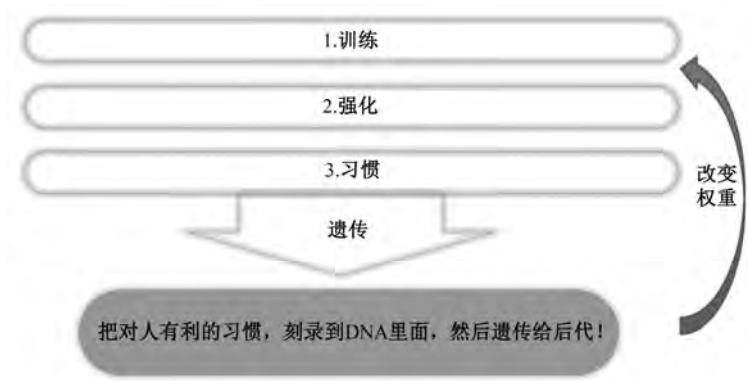 1.训练
2.强化
3.习惯
改变
权重
遗传
把对人有利的习惯，刻录到DNA里面，然后遗传给后代！